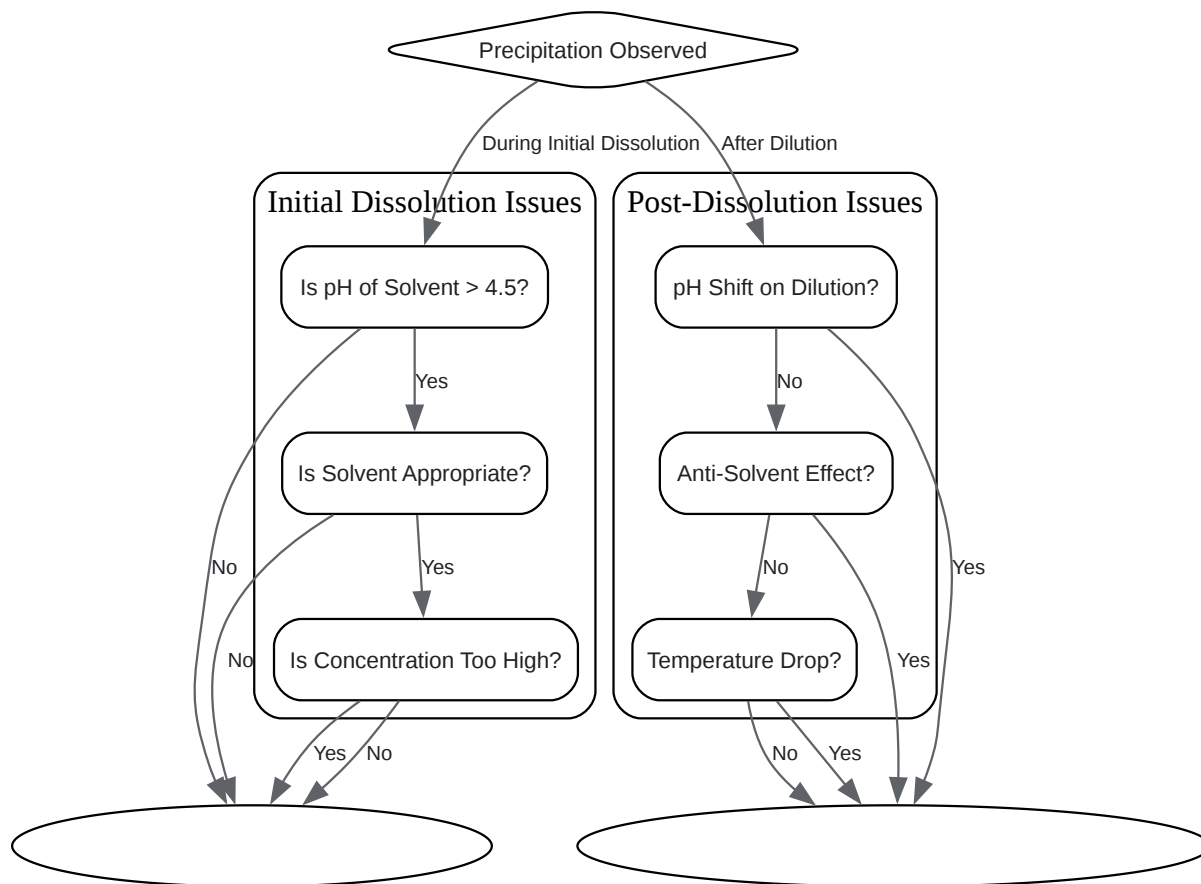 Precipitation Observed
During Initial Dissolution
After Dilution
Initial Dissolution Issues
Post-Dissolution Issues
Is pH of Solvent > 4.5?
pH Shift on Dilution?
Yes
No
Is Solvent Appropriate?
Anti-Solvent Effect?
No
Yes
No
Yes
No
Yes
Is Concentration Too High?
Temperature Drop?
Yes
No
No
Yes